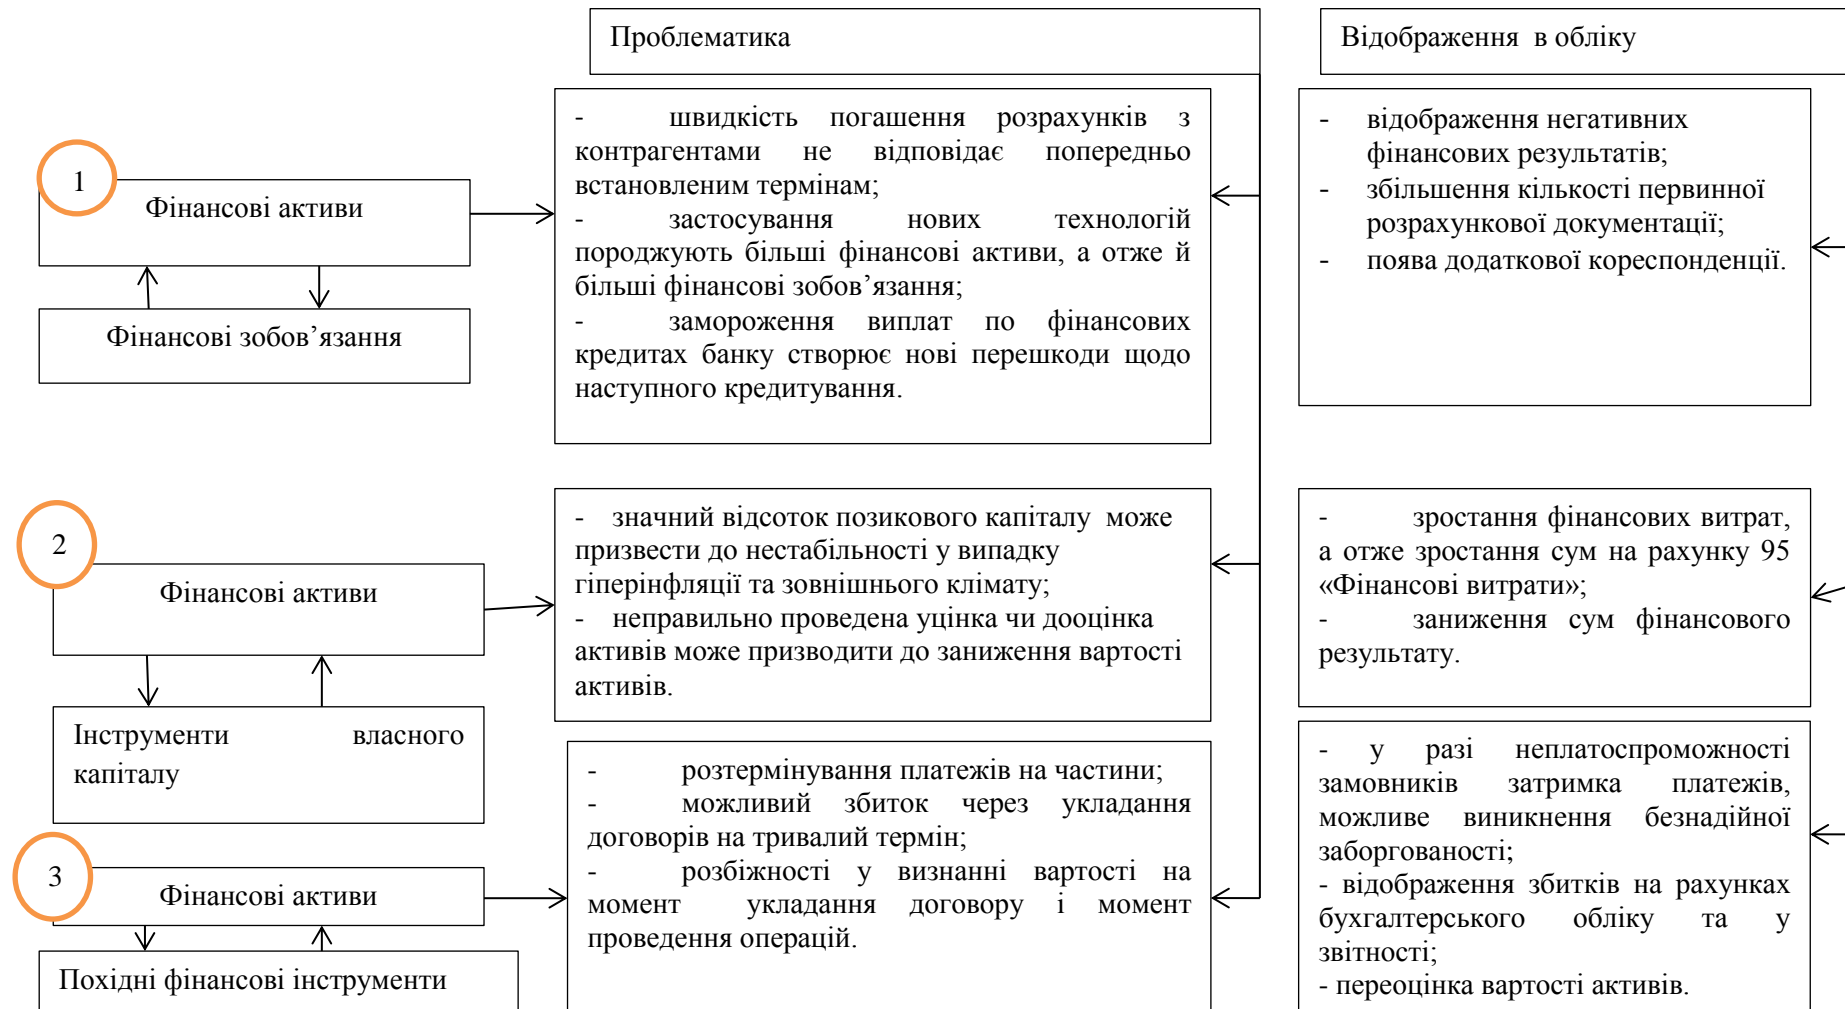 Проблематика
Відображення в обліку
1
Фінансові активи
Фінансові зобов’язання
- швидкість погашення розрахунків з
контрагентами не відповідає попередньо
встановленим термінам;
- застосування нових технологій
породжують більші фінансові активи, а отже й
більші фінансові зобов’язання;
- замороження виплат по фінансових
кредитах банку створює нові перешкоди щодо
наступного кредитування.
- відображення негативних
фінансових результатів;
- збільшення кількості первинної
розрахункової документації;
- поява додаткової кореспонденції.
2
Фінансові активи
Інструменти власного
капіталу
- значний відсоток позикового капіталу може
призвести до нестабільності у випадку
гіперінфляції та зовнішнього клімату;
- неправильно проведена уцінка чи дооцінка
активів може призводити до заниження вартості
активів.
- зростання фінансових витрат,
а отже зростання сум на рахунку 95
«Фінансові витрати»;
- заниження сум фінансового
результату.
3
Фінансові активи
Похідні фінансові інструменти
- розтермінування платежів на частини;
- можливий збиток через укладання
договорів на тривалий термін;
- розбіжності у визнанні вартості на
момент укладання договору і момент
проведення операцій.
- у разі неплатоспроможності
замовників затримка платежів,
можливе виникнення безнадійної
заборгованості;
- відображення збитків на рахунках
бухгалтерського обліку та у
звітності;
- переоцінка вартості активів.